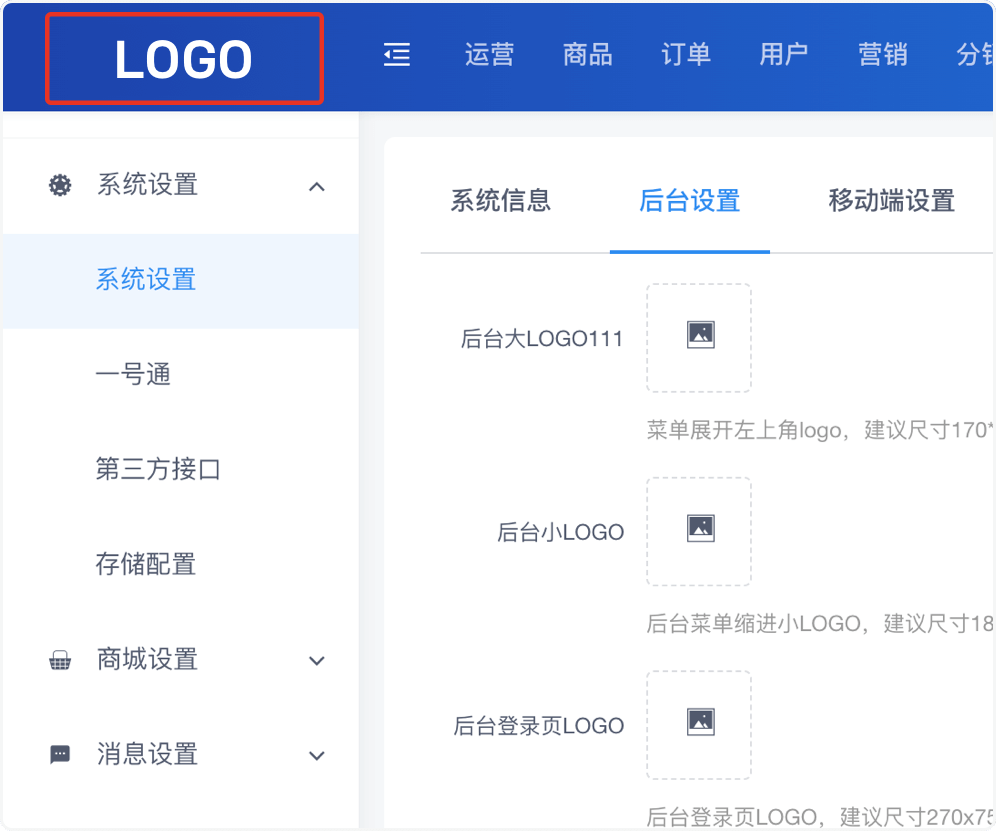 LOGO
运营 商品 订单 用户 营销 分销
系统设置
系统设置
一号通
第三方接口
存储配置
商城设置
消息设置
系统信息 后台设置 移动端设置
后台大LOGO111
菜单展开左上角logo，建议尺寸170*
后台小LOGO
后台菜单缩进小LOGO，建议尺寸18
后台登录页LOGO
后台登录页LOGO，建议尺寸270x75